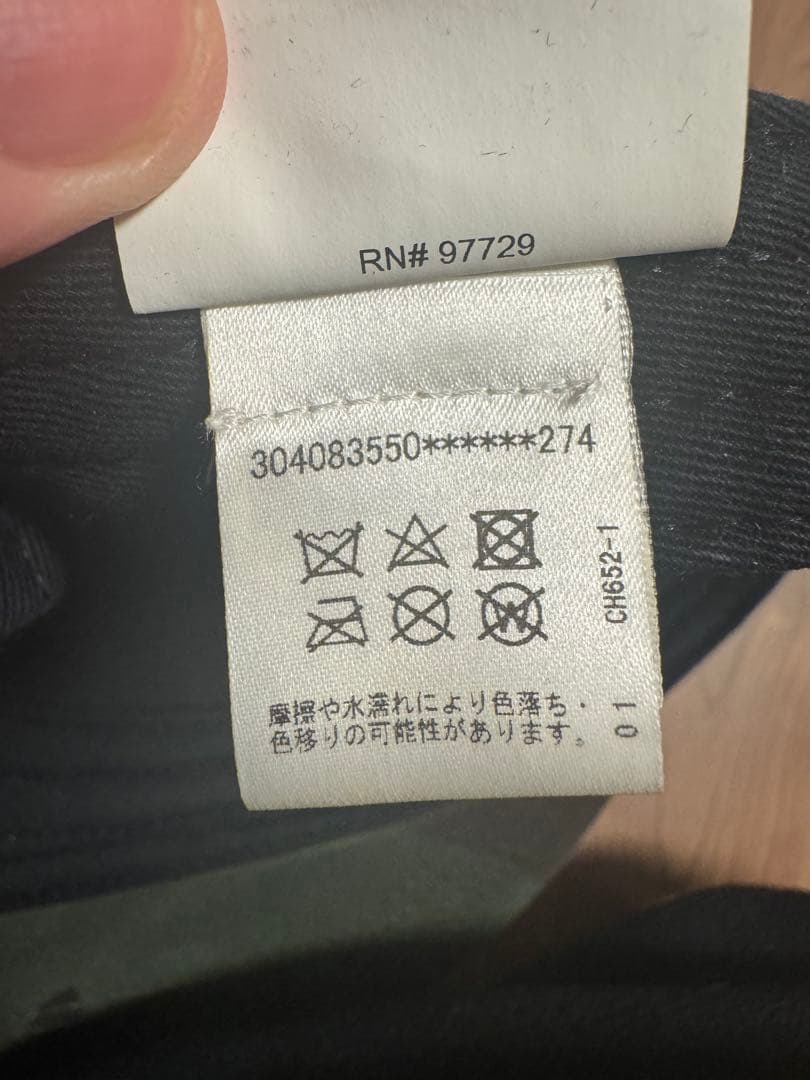 RN# 97729
304083550******274
CH652-1
摩擦や水濡れにより色落ち・
色移りの可能性があります。
01